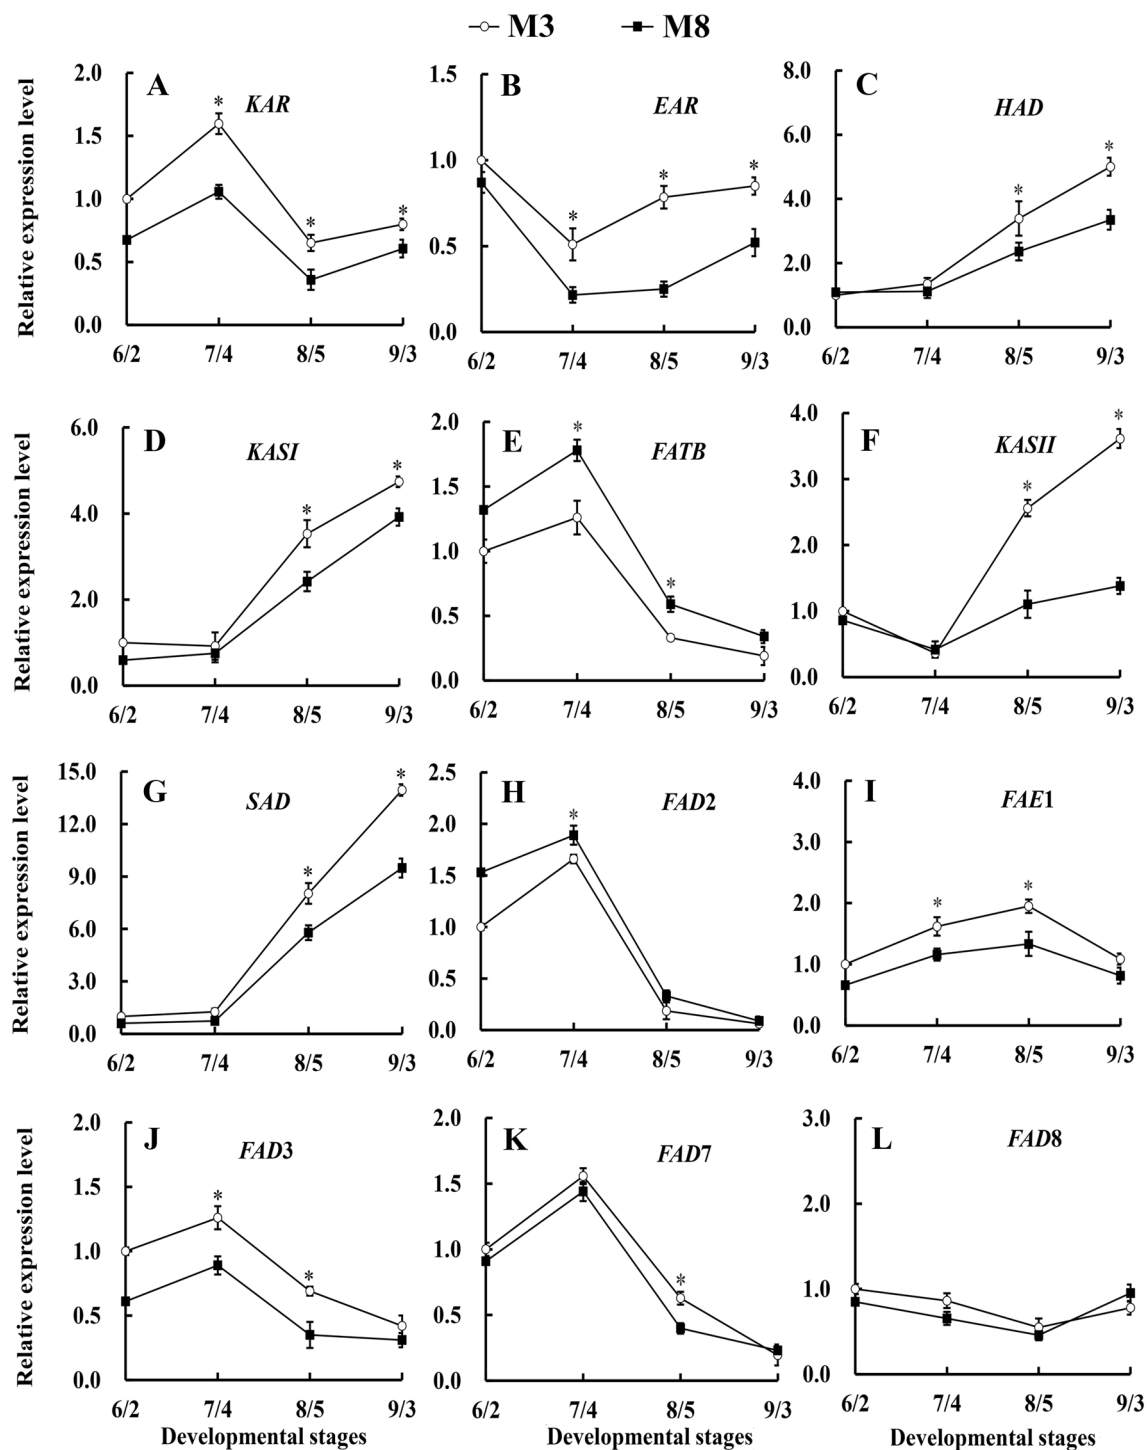 M3 M8
Relative expression level
A KAR *
2.0
1.5
1.0
0.5
0.0
* * *
6/2 7/4 8/5 9/3
B EAR
1.5
1.0
0.5
0.0
* * *
6/2 7/4 8/5 9/3
C HAD
8.0
6.0
4.0
2.0
0.0
* *
6/2 7/4 8/5 9/3
Relative expression level
D KASI
6.0
4.0
2.0
0.0
* *
6/2 7/4 8/5 9/3
E FATB
2.0
1.5
1.0
0.5
0.0
* *
6/2 7/4 8/5 9/3
F KASII
4.0
3.0
2.0
1.0
0.0
* *
6/2 7/4 8/5 9/3
Relative expression level
G SAD
15.0
12.0
9.0
6.0
3.0
0.0
* *
6/2 7/4 8/5 9/3
H FAD2
2.5
2.0
1.5
1.0
0.5
0.0
*
6/2 7/4 8/5 9/3
I FAE1
4.0
3.0
2.0
1.0
0.0
* *
6/2 7/4 8/5 9/3
Relative expression level
J FAD3
2.0
1.5
1.0
0.5
0.0
* *
6/2 7/4 8/5 9/3
Developmental stages
K FAD7
2.0
1.5
1.0
0.5
0.0
*
6/2 7/4 8/5 9/3
Developmental stages
L FAD8
3.0
2.0
1.0
0.0
6/2 7/4 8/5 9/3
Developmental stages